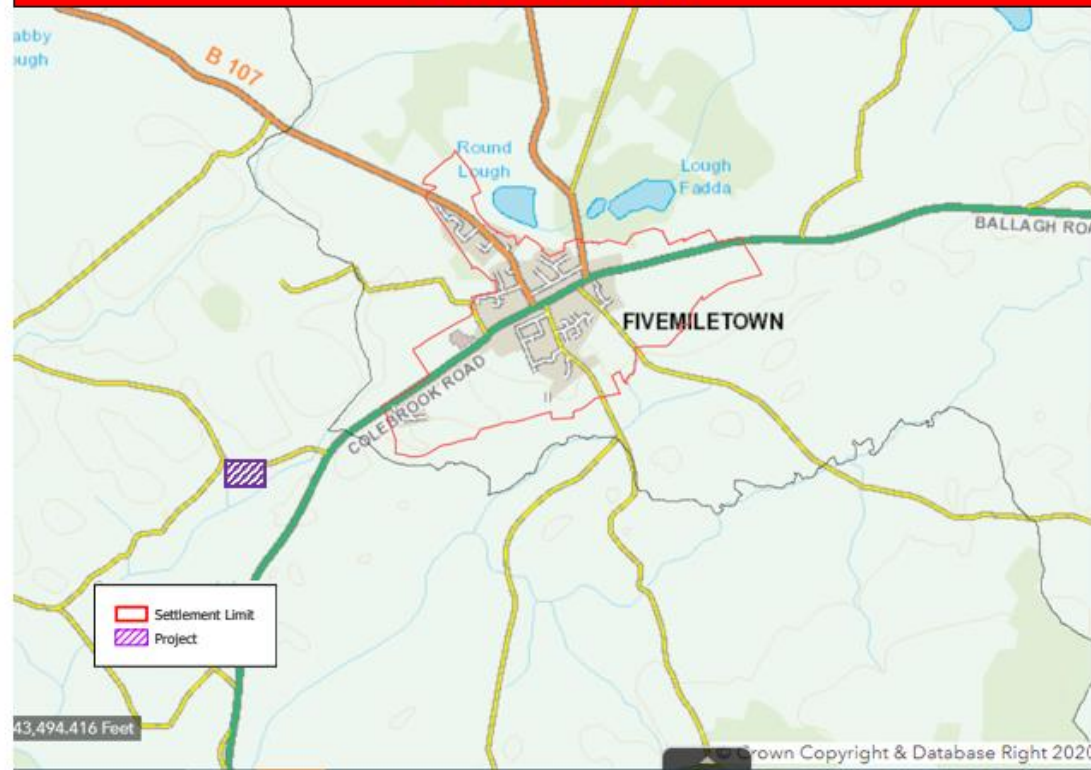 abby
ough
B 107
Round
Lough
Lough
Fadda
BALLAGH ROA
FIVEMILETOWN
COLEBROOK ROAD
Settlement Limit
Project
43,494.416 Feet
Crown Copyright & Database Right 2020